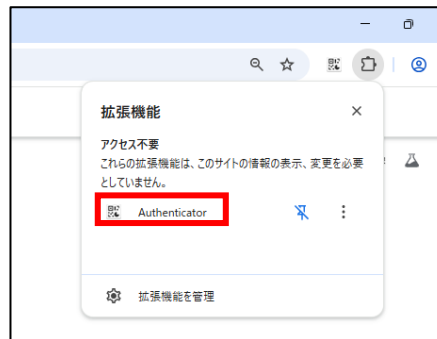 拡張機能
アクセス不要
これらの拡張機能は、このサイトの情報の表示、変更を必要
としていません。
Authenticator
拡張機能を管理